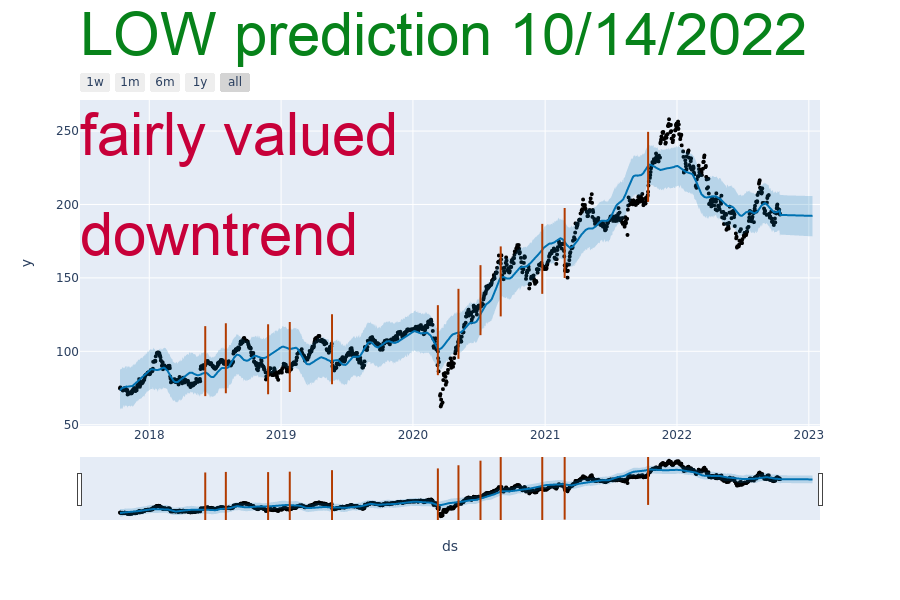 LOW prediction 10/14/2022
1w 1m 6m 1y all
fairly valued
downtrend
250
200
150
100
50
y
2018 2019 2020 2021 2022 2023
ds